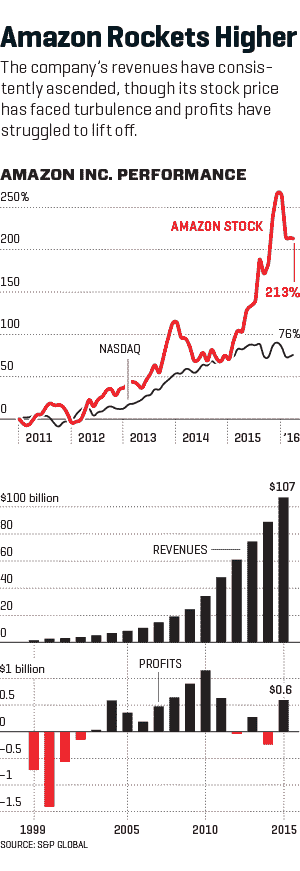 Amazon Rockets Higher
The company's revenues have consis-
tently ascended, though its stock price
has faced turbulence and profits have
struggled to lift off.
AMAZON INC. PERFORMANCE
250%
AMAZON STOCK
200
150
213%
100
76%
NASDAQ
50
0
2011 2012 2013 2014 2015 '16
$107
$100 billion
80
REVENUES
60
40
20
0
$1 billion
PROFITS
0.5
$0.6
0
–0.5
–1
–1.5
1999 2005 2010 2015
SOURCE: S&P GLOBAL